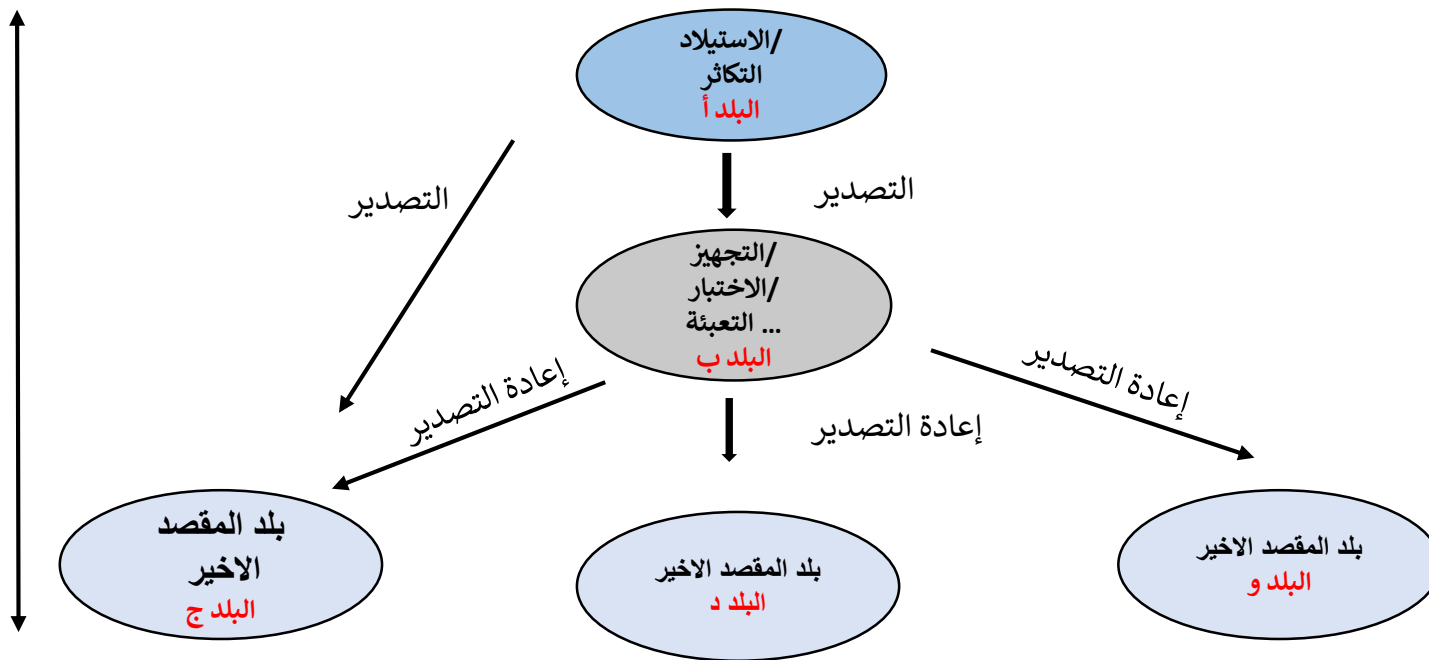 /الاستيلاد
التكاثر
البلد أ
التصدير
التصدير
/التجهيز
/الاختبار
... التعبئة
البلد ب
إعادة التصدير
إعادة التصدير
إعادة التصدير
بلد المقصد الاخير
البلد و
بلد المقصد الاخير
البلد د
بلد المقصد
الاخير
البلد ج